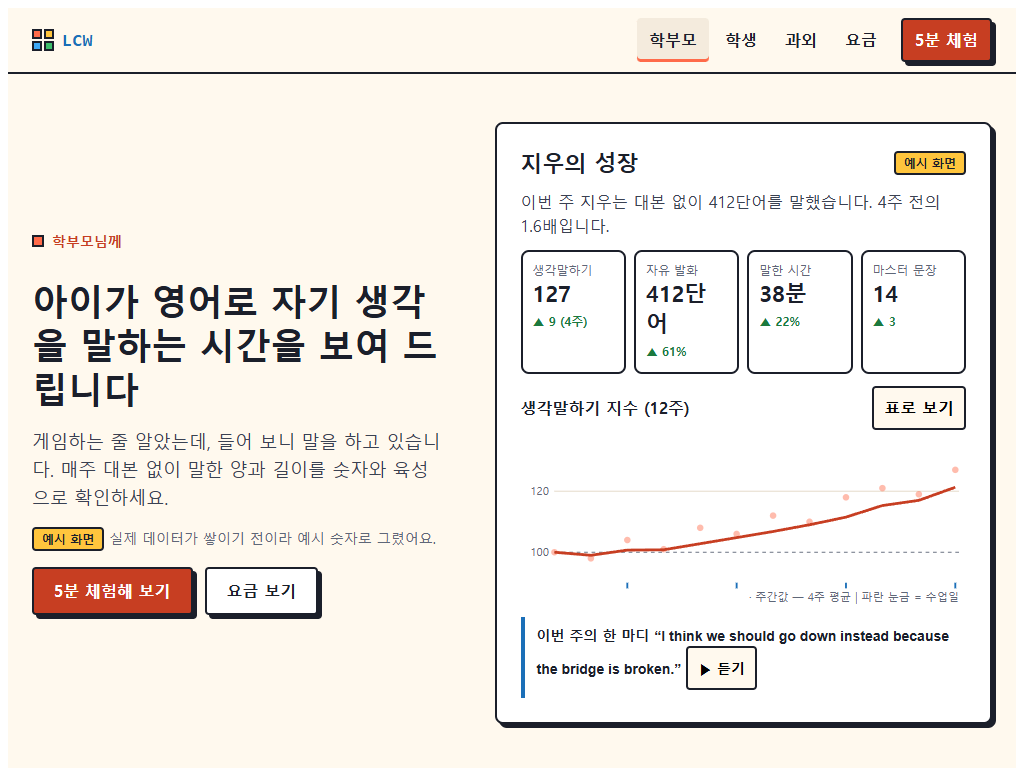 LCW
학부모
학생
과외
요금
5분 체험
학부모님께
아이가 영어로 자기 생각
을 말하는 시간을 보여 드
립니다
게임하는 줄 알았는데, 들어 보니 말을 하고 있습니
다. 매주 대본 없이 말한 양과 길이를 숫자와 육성
으로 확인하세요.
예시 화면 실제 데이터가 쌓이기 전이라 예시 숫자로 그렸어요.
5분 체험해 보기
요금 보기
지우의 성장
예시 화면
이번 주 지우는 대본 없이 412단어를 말했습니다. 4주 전의
1.6배입니다.
생각말하기
127
▲ 9 (4주)
자유 발화
412단
어
▲ 61%
말한 시간
38분
▲ 22%
마스터 문장
14
▲ 3
생각말하기 지수 (12주)
표로 보기
120
100
· 주간값 — 4주 평균 | 파란 눈금 = 수업일
이번 주의 한 마디 “I think we should go down instead because
the bridge is broken.” ▶ 듣기